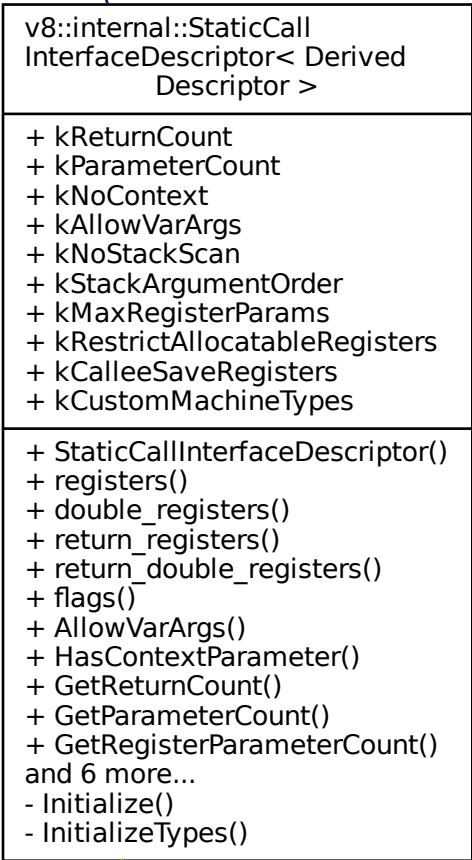 v8::internal::StaticCall
InterfaceDescriptor< Derived
Descriptor >
+ kReturnCount
+ kParameterCount
+ kNoContext
+ kAllowVarArgs
+ kNoStackScan
+ kStackArgumentOrder
+ kMaxRegisterParams
+ kRestrictAllocatableRegisters
+ kCalleeSaveRegisters
+ kCustomMachineTypes
+ StaticCallInterfaceDescriptor()
+ registers()
+ double_registers()
+ return_registers()
+ return_double_registers()
+ flags()
+ AllowVarArgs()
+ HasContextParameter()
+ GetReturnCount()
+ GetParameterCount()
+ GetRegisterParameterCount()
and 6 more...
- Initialize()
- InitializeTypes()